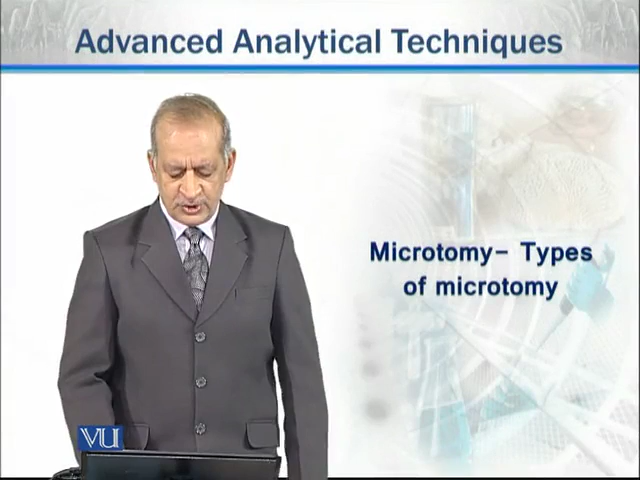 Advanced Analytical Techniques
Microtomy- Types
of microtomy
VU